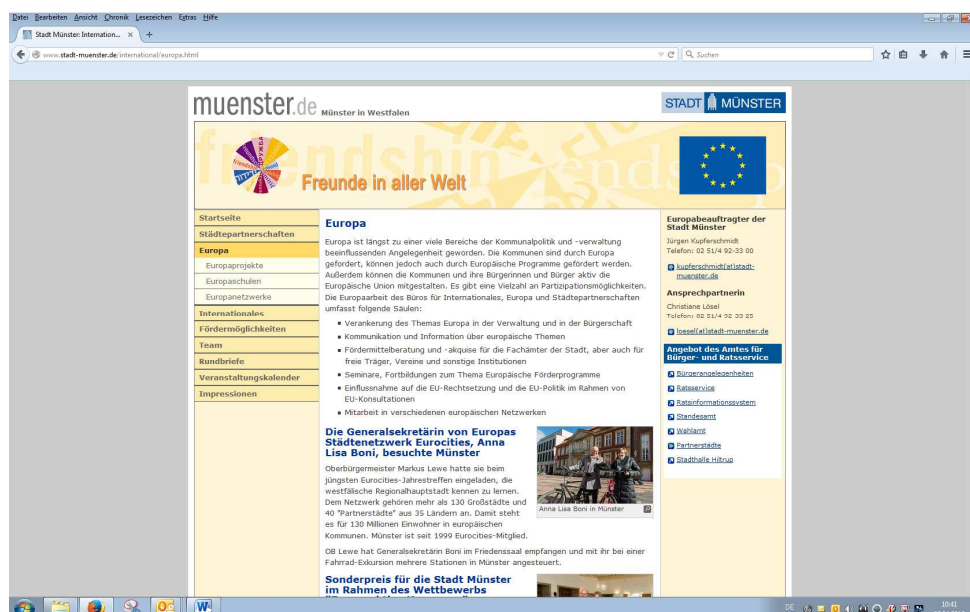 Datei Bearbeiten Ansicht Chronik Lesezeichen Extras Hilfe
Stadt Münster: Internation... × +
www.stadt-muenster.de/international/europa.html
Suchen
muenster.de Münster in Westfalen
STADT MÜNSTER
friendship
Freunde in aller Welt
Startseite
Städtepartnerschaften
Europa
Europaprojekte
Europaschulen
Europanetzwerke
Internationales
Fördermöglichkeiten
Team
Rundbriefe
Veranstaltungskalender
Impressionen
Europa
Europa ist längst zu einer viele Bereiche der Kommunalpolitik und -verwaltung
beeinflussenden Angelegenheit geworden. Die Kommunen sind durch Europa
gefordert, können jedoch auch durch Europäische Programme gefördert werden.
Außerdem können die Kommunen und ihre Bürgerinnen und Bürger aktiv die
Europäische Union mitgestalten. Es gibt eine Vielzahl an Partizipationsmöglichkeiten.
Die Europaarbeit des Büros für Internationales, Europa und Städtepartnerschaften
umfasst folgende Säulen:
Verankerung des Themas Europa in der Verwaltung und in der Bürgerschaft
Kommunikation und Information über europäische Themen
Fördermittelberatung und -akquise für die Fachämter der Stadt, aber auch für
freie Träger, Vereine und sonstige Institutionen
Seminare, Fortbildungen zum Thema Europäische Förderprogramme
Einflussnahme auf die EU-Rechtsetzung und die EU-Politik im Rahmen von
EU-Konsultationen
Mitarbeit in verschiedenen europäischen Netzwerken
Die Generalsekretärin von Europas
Städtenetzwerk Eurocities, Anna
Lisa Boni, besuchte Münster
Oberbürgermeister Markus Lewe hatte sie beim
jüngsten Eurocities-Jahrestreffen eingeladen, die
westfälische Regionalhauptstadt kennen zu lernen.
Dem Netzwerk gehören mehr als 130 Großstädte und
40 "Partnerstädte" aus 35 Ländern an. Damit steht
es für 130 Millionen Einwohner in europäischen
Kommunen. Münster ist seit 1999 Eurocities-Mitglied.
Anna Lisa Boni in Münster
OB Lewe hat Generalsekretärin Boni im Friedenssaal empfangen und mit ihr bei einer
Fahrrad-Exkursion mehrere Stationen in Münster angesteuert.
Sonderpreis für die Stadt Münster
im Rahmen des Wettbewerbs
Europabeauftragter der
Stadt Münster
Jürgen Kupferschmidt
Telefon: 02 51/4 92-33 00
kupferschmidt(at)stadt-
muenster.de
Ansprechpartnerin
Christiane Lösel
Telefon: 02 51/4 92 33 25
loesel(at)stadt-muenster.de
Angebot des Amtes für
Bürger- und Ratsservice
Bürgerangelegenheiten
Ratsservice
Ratsinformationssystem
Standesamt
Wahlamt
Partnerstädte
Stadthalle Hiltrup
DE
10:41